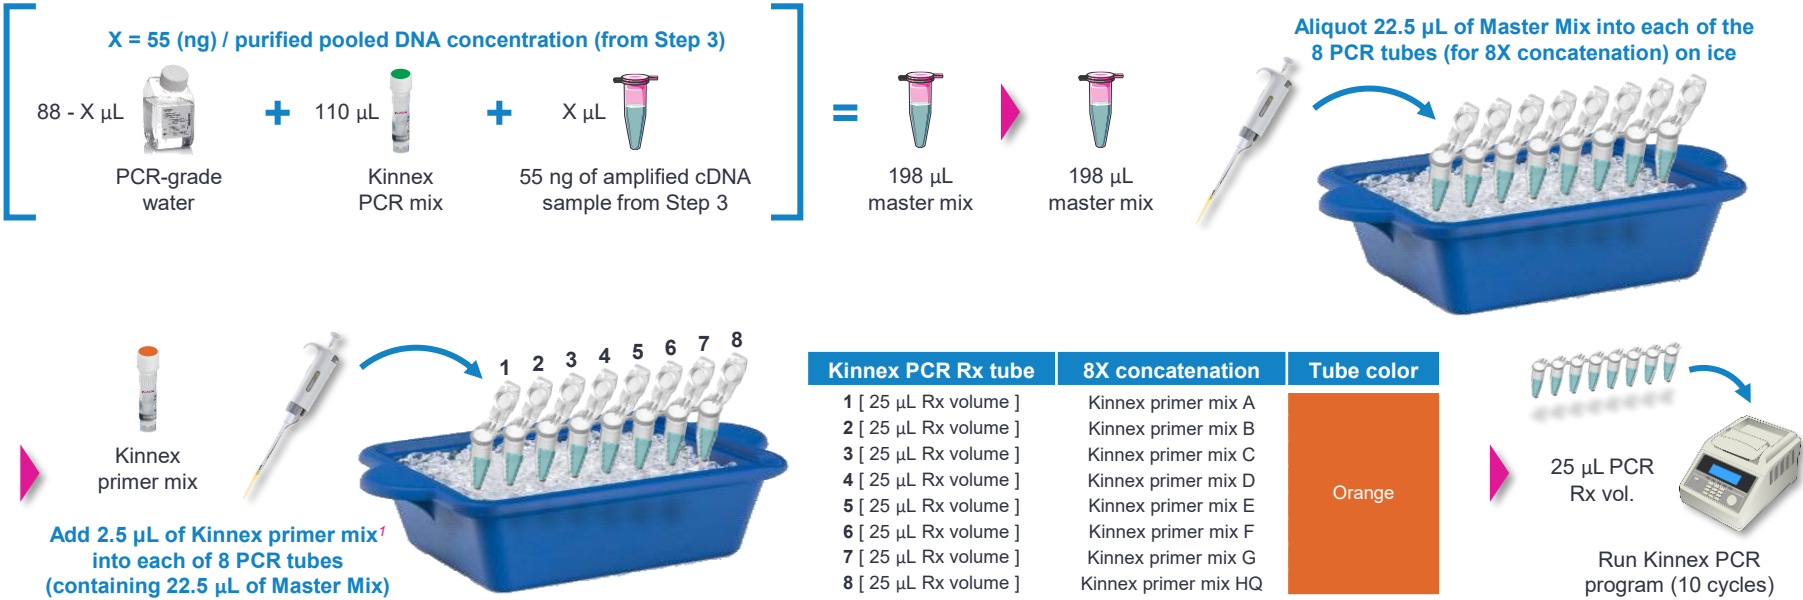 X = 55 (ng) / purified pooled DNA concentration (from Step 3)
88 - X µL
+
110 µL
+
X µL
=
PCR-grade
water
Kinnex
PCR mix
55 ng of amplified cDNA
sample from Step 3
198 µL
master mix
198 µL
master mix
Aliquot 22.5 µL of Master Mix into each of the
8 PCR tubes (for 8X concatenation) on ice
Kinnex
primer mix
Add 2.5 µL of Kinnex primer mix1
into each of 8 PCR tubes
(containing 22.5 µL of Master Mix)
1 2 3 4 5 6 7 8
Kinnex PCR Rx tube 8X concatenation Tube color
1 [ 25 µL Rx volume ] Kinnex primer mix A
2 [ 25 µL Rx volume ] Kinnex primer mix B
3 [ 25 µL Rx volume ] Kinnex primer mix C
4 [ 25 µL Rx volume ] Kinnex primer mix D
Orange
5 [ 25 µL Rx volume ] Kinnex primer mix E
6 [ 25 µL Rx volume ] Kinnex primer mix F
7 [ 25 µL Rx volume ] Kinnex primer mix G
8 [ 25 µL Rx volume ] Kinnex primer mix HQ
25 µL PCR
Rx vol.
Run Kinnex PCR
program (10 cycles)